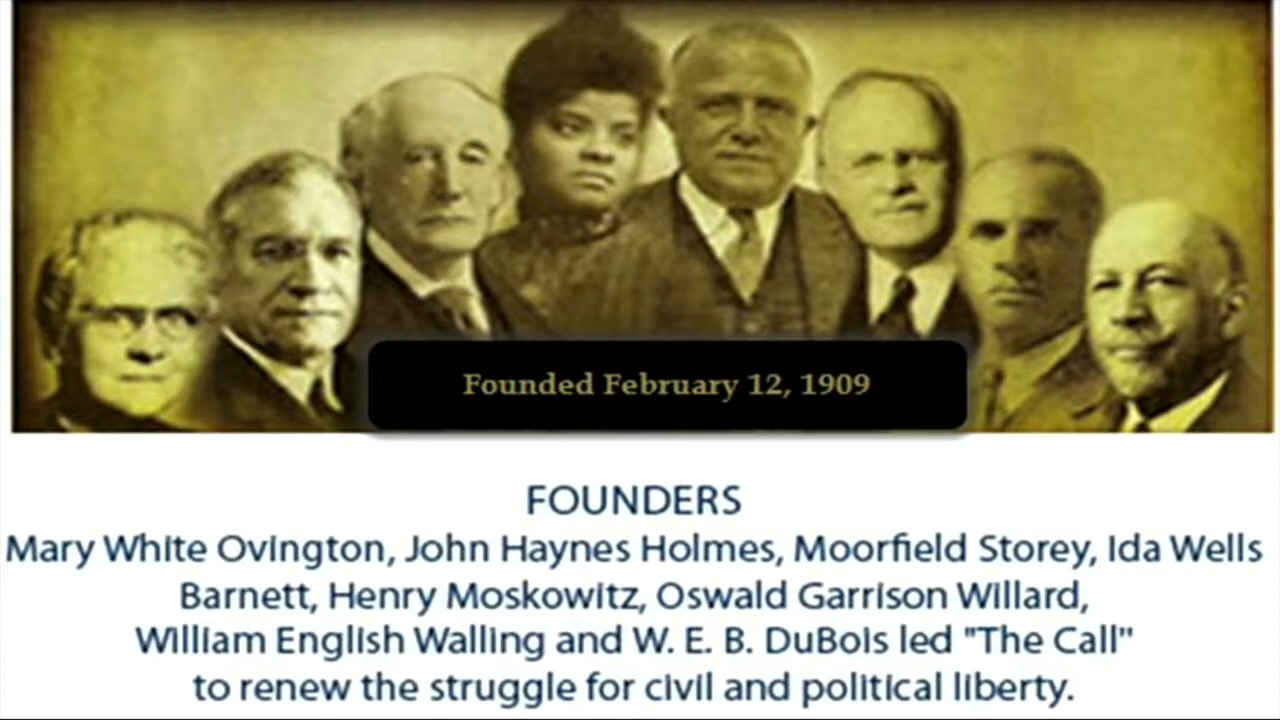 Founded February 12, 1909
FOUNDERS
Mary White Ovington, John Haynes Holmes, Moorfield Storey, Ida Wells
Barnett, Henry Moskowitz, Oswald Garrison Willard,
William English Walling and W. E. B. DuBois led "The Call"
to renew the struggle for civil and political liberty.